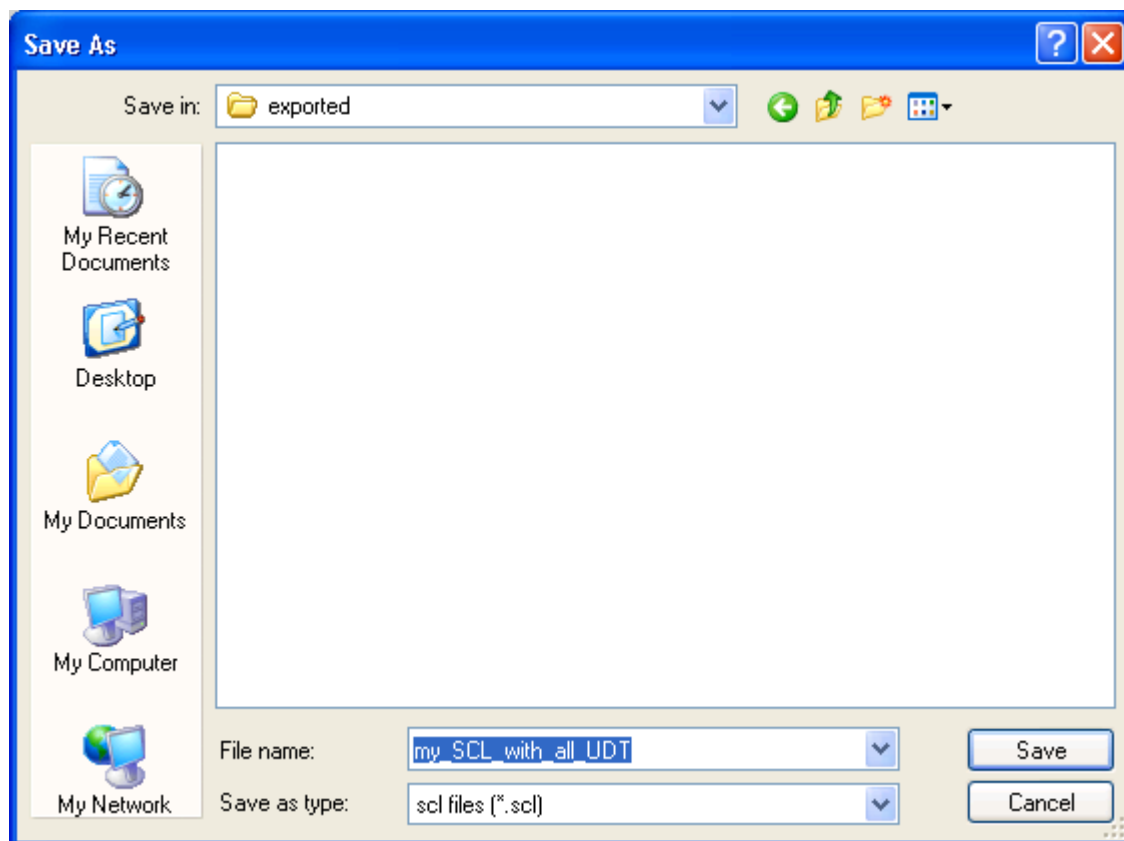 Save As
Save in:
exported
My Recent
Documents
Desktop
My Documents
My Computer
My Network
File name:
my_SCL_with_all_UDT
Save
Save as type:
scl files (*.scl)
Cancel